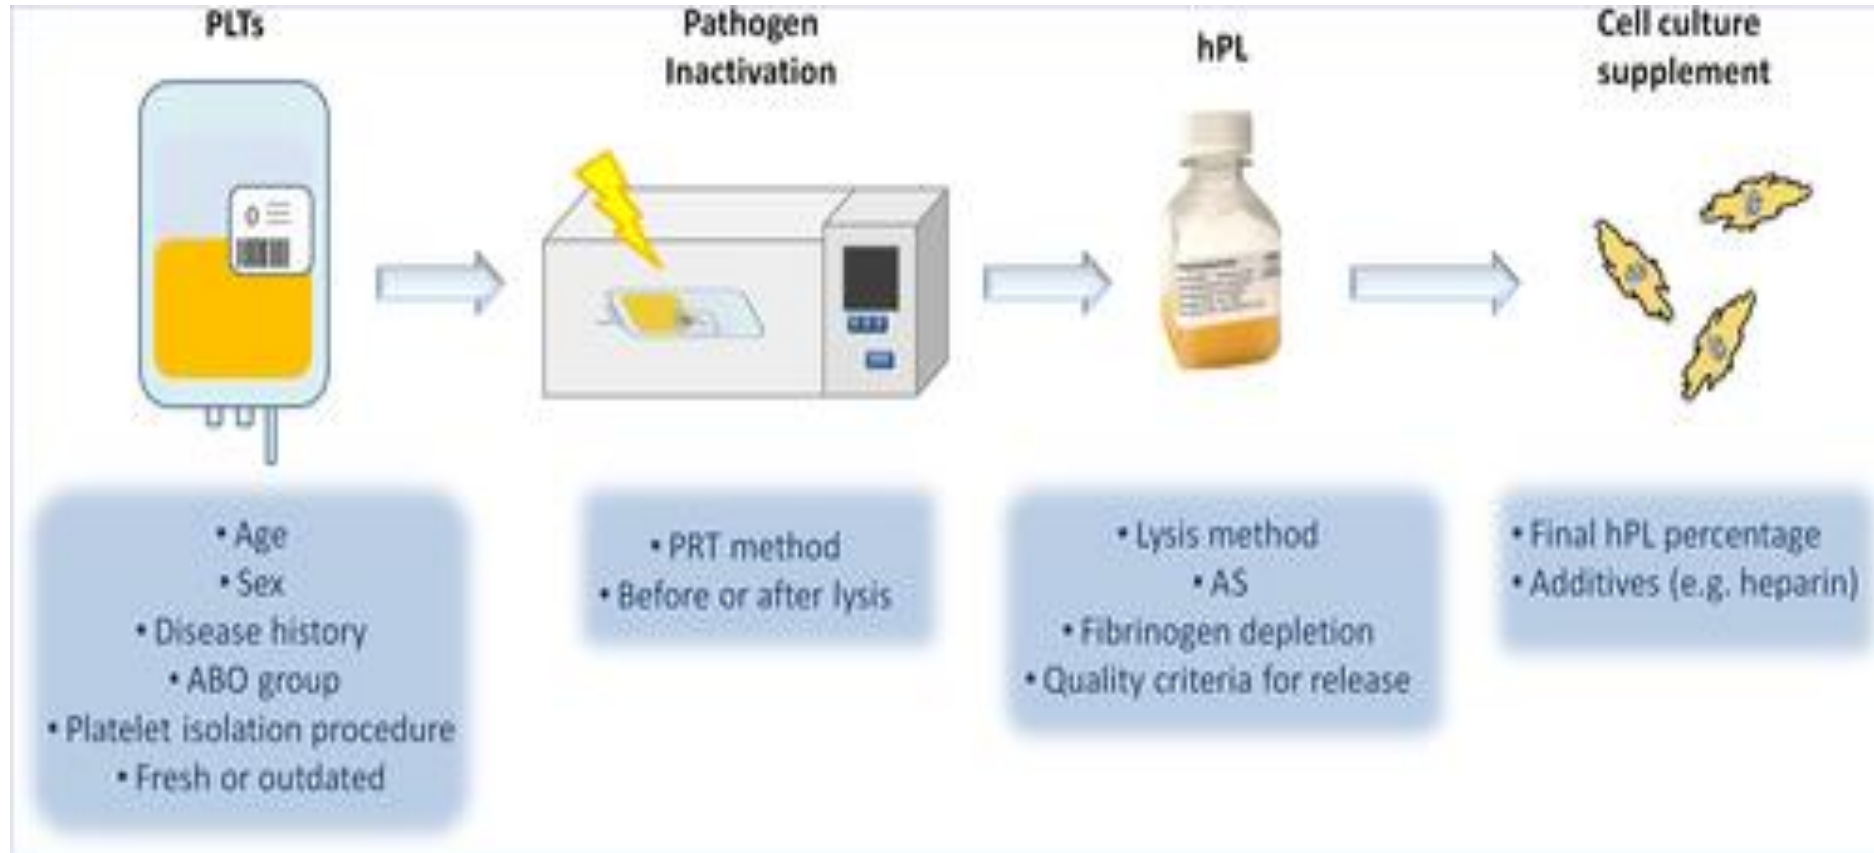 PLTs
Pathogen
Inactivation
hPL
Cell culture
supplement
0
• Age
• Sex
• Disease history
• ABO group
• Platelet isolation procedure
• Fresh or outdated
• PRT method
• Before or after lysis
• Lysis method
• AS
• Fibrinogen depletion
• Quality criteria for release
• Final hPL percentage
• Additives (e.g. heparin)